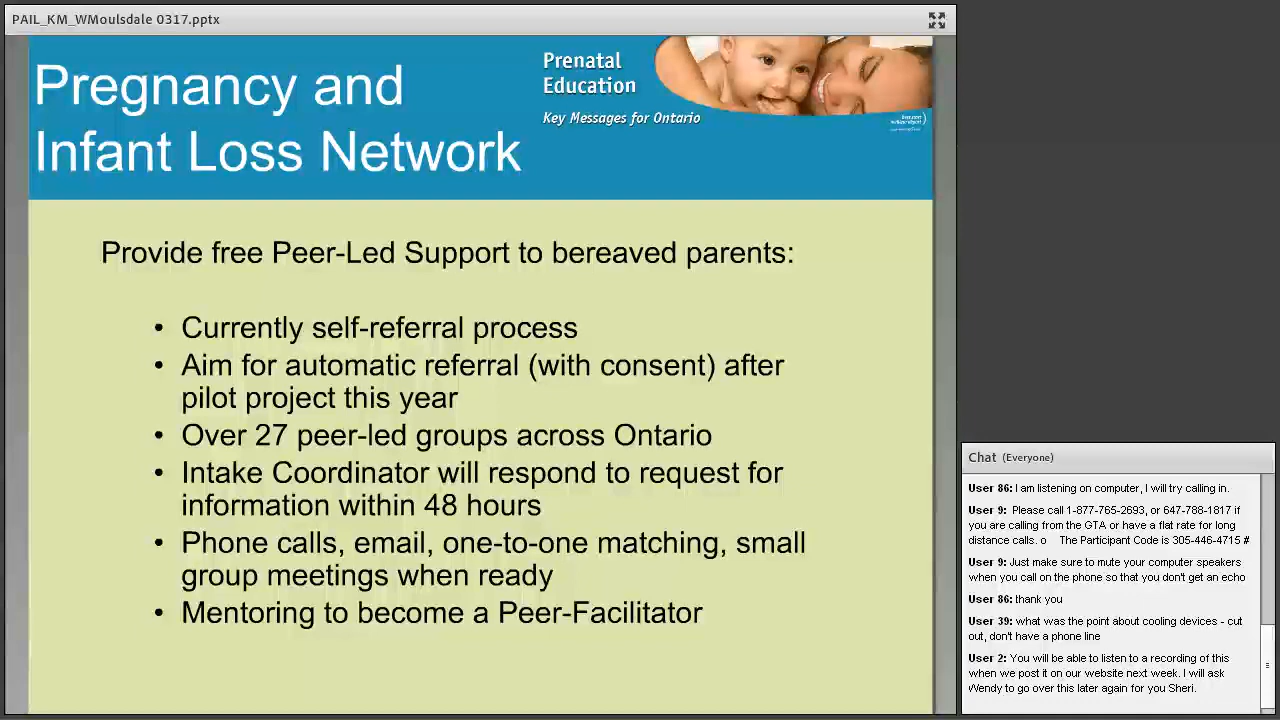 PAIL_KM_WMoulsdale 0317.pptx
Pregnancy and
Infant Loss Network
Prenatal
Education
Key Messages for Ontario
Provide free Peer-Led Support to bereaved parents:
• Currently self-referral process
• Aim for automatic referral (with consent) after
pilot project this year
• Over 27 peer-led groups across Ontario
• Intake Coordinator will respond to request for
information within 48 hours
• Phone calls, email, one-to-one matching, small
group meetings when ready
• Mentoring to become a Peer-Facilitator
Chat (Everyone)
User 86: I am listening on computer, I will try calling in.
User 9: Please call 1-877-765-2693, or 647-788-1817 if
you are calling from the GTA or have a flat rate for long
distance calls. o The Participant Code is 305-446-4715 #
User 9: Just make sure to mute your computer speakers
when you call on the phone so that you don't get an echo
User 86: thank you
User 39: what was the point about cooling devices - cut
out, don't have a phone line
User 2: You will be able to listen to a recording of this
when we post it on our website next week. I will ask
Wendy to go over this later again for you Sheri.